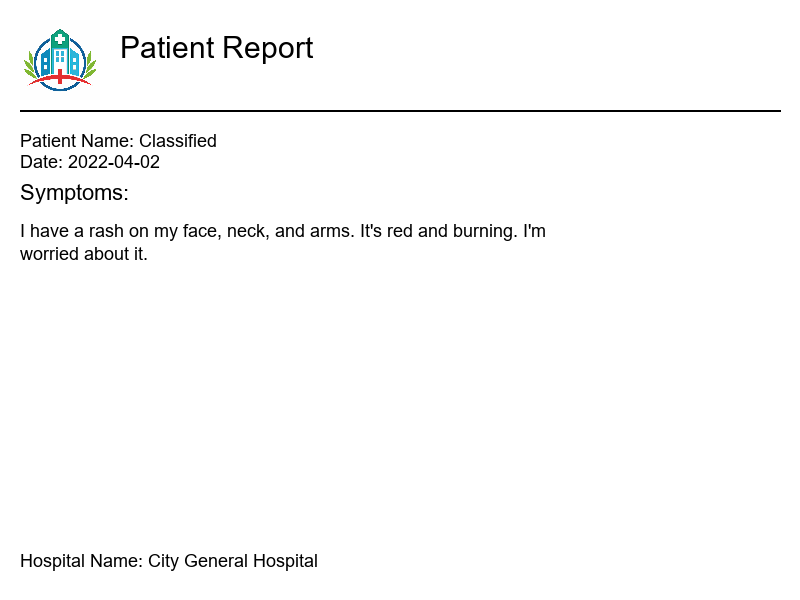 Patient Report
Patient Name: Classified
Date: 2022-04-02
Symptoms:
I have a rash on my face, neck, and arms. It's red and burning. I'm
worried about it.
Hospital Name: City General Hospital